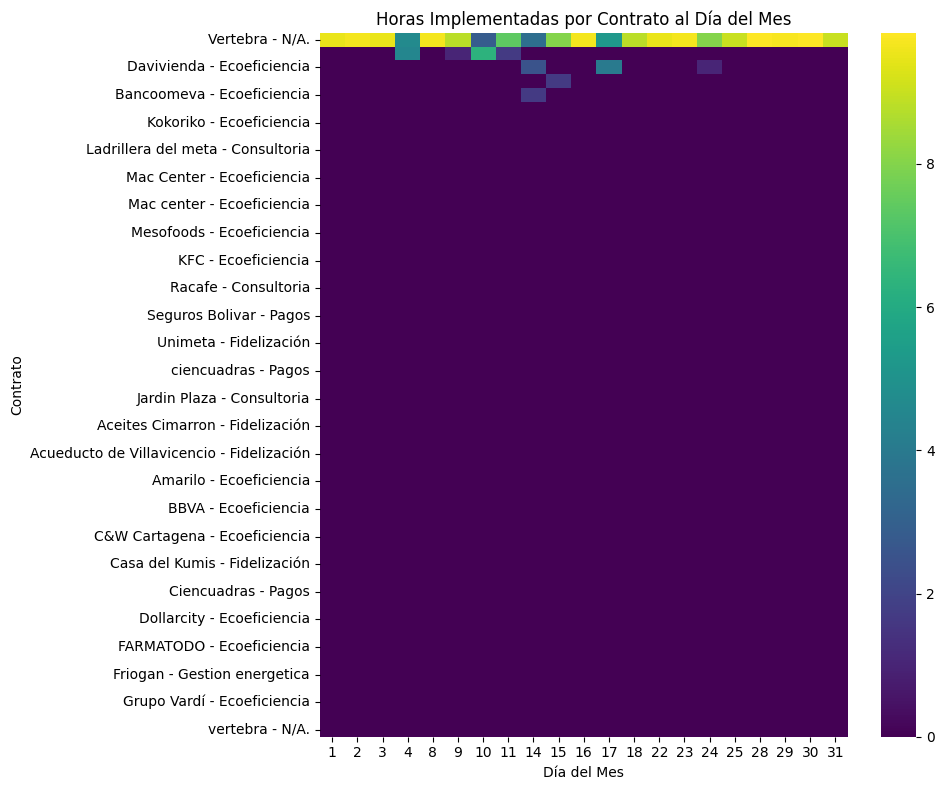 Horas Implementadas por Contrato al Día del Mes
Contrato
Vertebra - N/A.
Davivienda - Ecoeficiencia
Bancoomeva - Ecoeficiencia
Kokoriko - Ecoeficiencia
Ladrillera del meta - Consultoria
Mac Center - Ecoeficiencia
Mac center - Ecoeficiencia
Mesofoods - Ecoeficiencia
KFC - Ecoeficiencia
Racafe - Consultoria
Seguros Bolivar - Pagos
Unimeta - Fidelización
ciencuadras - Pagos
Jardin Plaza - Consultoria
Aceites Cimarron - Fidelización
Acueducto de Villavicencio - Fidelización
Amarilo - Ecoeficiencia
BBVA - Ecoeficiencia
C&W Cartagena - Ecoeficiencia
Casa del Kumis - Fidelización
Ciencuadras - Pagos
Dollarcity - Ecoeficiencia
FARMATODO - Ecoeficiencia
Friogan - Gestion energetica
Grupo Vardí - Ecoeficiencia
vertebra - N/A.
1 2 3 4 8 9 10 11 14 15 16 17 18 22 23 24 25 28 29 30 31
Día del Mes
8
6
4
2
0